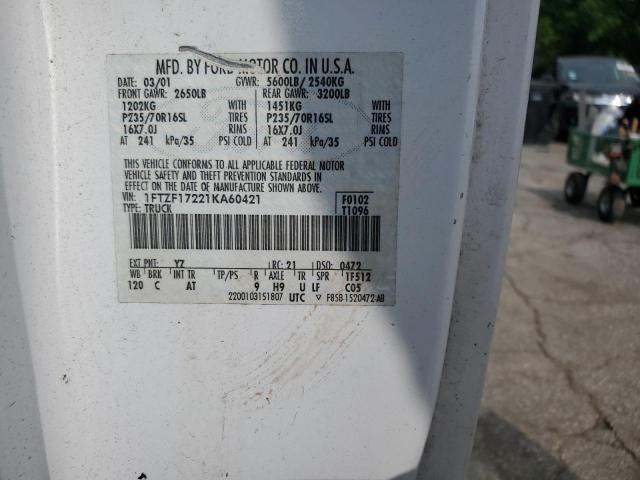 MFD. BY FORD MOTOR CO. IN U.S.A.
DATE: 03/01 GVWR: 5600LB/ 2540KG
FRONT GAWR: 2650LB REAR GAWR: 3200LB
1202KG WITH 1451KG WITH
P235/70R16SL TIRES P235/70R16SL TIRES
16X7.0J RIMS 16X7.0J RIMS
AT 241 kPa/35 PSI COLD AT 241 kPa/35 PSI COLD
THIS VEHICLE CONFORMS TO ALL APPLICABLE FEDERAL MOTOR
VEHICLE SAFETY AND THEFT PREVENTION STANDARDS IN
EFFECT ON THE DATE OF MANUFACTURE SHOWN ABOVE.
VIN: 1FTZF17221KA60421 F0102
TYPE: TRUCK T1096
EXT PNT: YZ RC: 21 DSO: 0472
WB BRK INT TR TP/PS R AXLE TR SPR 1F512
120 C AT 9 H9 U LF C05
2200103151807 UTC F85B-1520472-AB